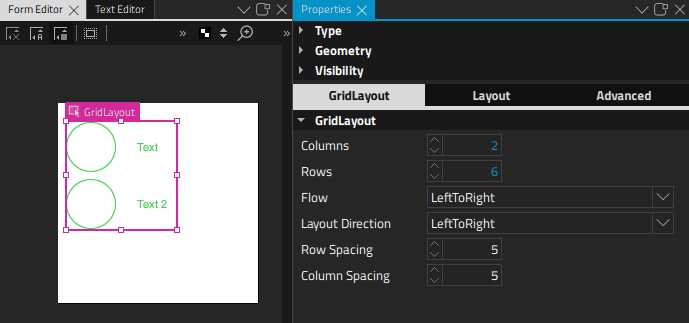 Form Editor
Text Editor
GridLayout
Text
Text 2
Properties
Type
Geometry
Visibility
GridLayout Layout Advanced
GridLayout
Columns 2
Rows 6
Flow LeftToRight
Layout Direction LeftToRight
Row Spacing 5
Column Spacing 5